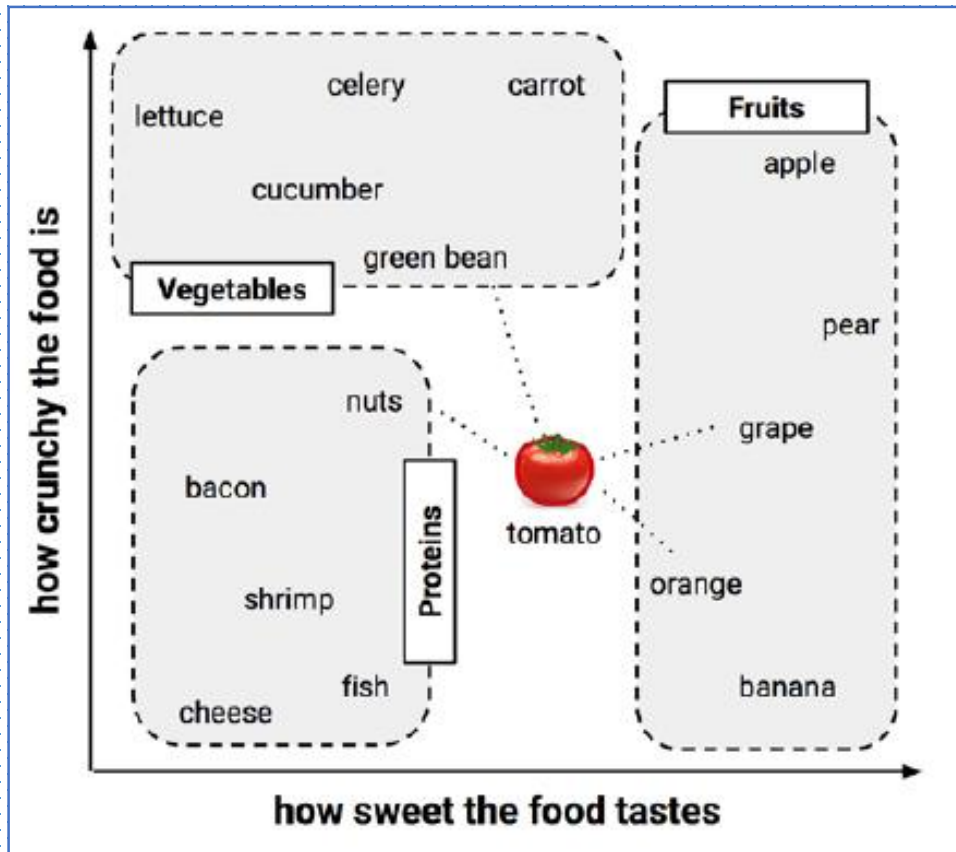 celery
carrot
lettuce
Fruits
apple
cucumber
green bean
Vegetables
pear
nuts
grape
bacon
tomato
Proteins
orange
shrimp
fish
banana
cheese
how crunchy the food is
how sweet the food tastes